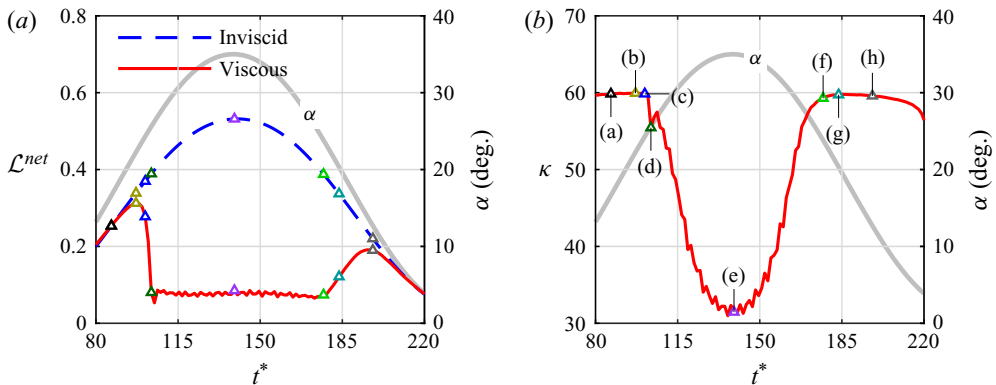 (a)
0.8
0.6
0.4
0.2
0
ℒnet
Inviscid
Viscous
α
40
30
20
10
0
α (deg.)
80 115 150 185 220
t*
(b)
70
60
50
40
30
κ
(a)
(b)
(c)
(d)
(e)
(f)
(g)
(h)
α
40
30
20
10
0
α (deg.)
80 115 150 185 220
t*